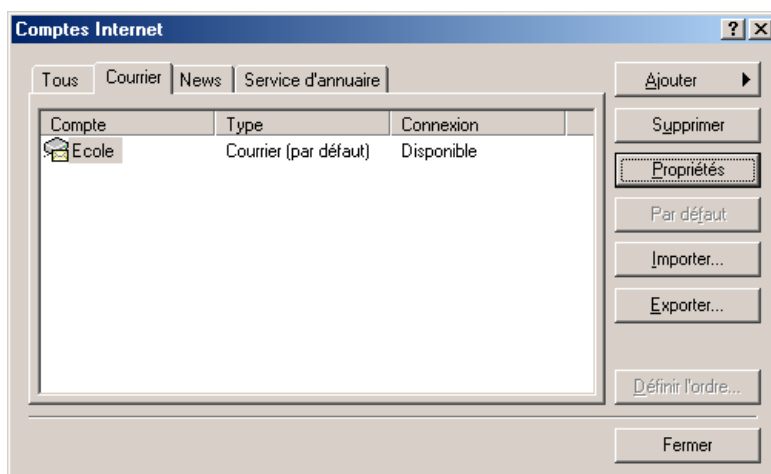 Comptes Internet
Tous Courrier News Service d'annuaire
Compte Type Connexion
Ecole Courrier (par défaut) Disponible
Ajouter
Supprimer
Propriétés
Par défaut
Importer...
Exporter...
Définir l'ordre...
Fermer